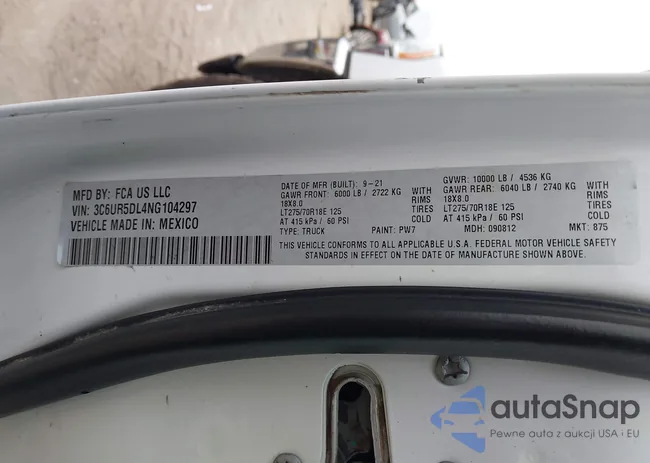 MFD BY: FCA US LLC
VIN: 3C6UR5DL4NG104297
VEHICLE MADE IN: MEXICO
DATE OF MFR (BUILT): 9-21
GAWR FRONT: 6000 LB / 2722 KG
18X8.0 WITH RIMS
LT275/70R18E 125 TIRES
AT 415 kPa / 60 PSI
TYPE: TRUCK PAINT: PW7
GVWR: 10000 LB / 4536 KG
GAWR REAR: 6040 LB / 2740 KG
18X8.0 WITH RIMS
LT275/70R18E 125 TIRES
AT 415 kPa / 60 PSI
MDH: 090812 MKT: 875
THIS VEHICLE CONFORMS TO ALL APPLICABLE U.S.A. FEDERAL MOTOR VEHICLE SAFETY
STANDARDS IN EFFECT ON THE DATE OF MANUFACTURE SHOWN ABOVE.
autaSnap
Pewne auta z aukcji USA i EU